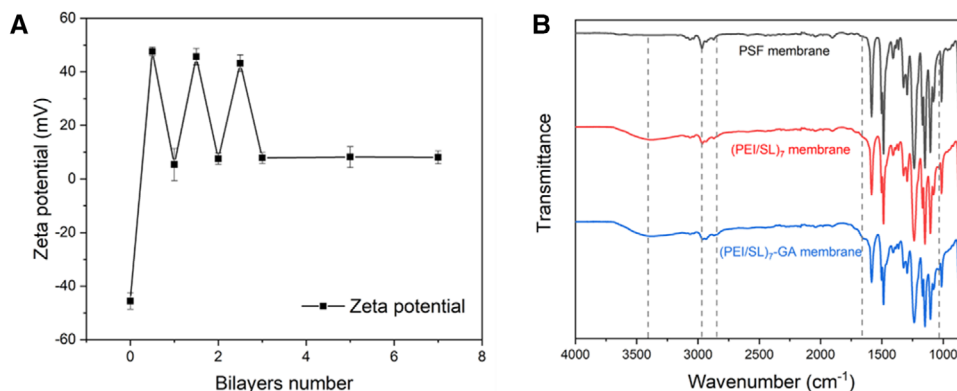 A
60
40
20
0
-20
-40
-60
Zeta potential (mV)
Zeta potential
0
2
4
6
8
Bilayers number
B
Transmittance
PSF membrane
(PEI/SL)₇ membrane
(PEI/SL)₇-GA membrane
4000
3500
3000
2500
2000
1500
1000
Wavenumber (cm⁻¹)